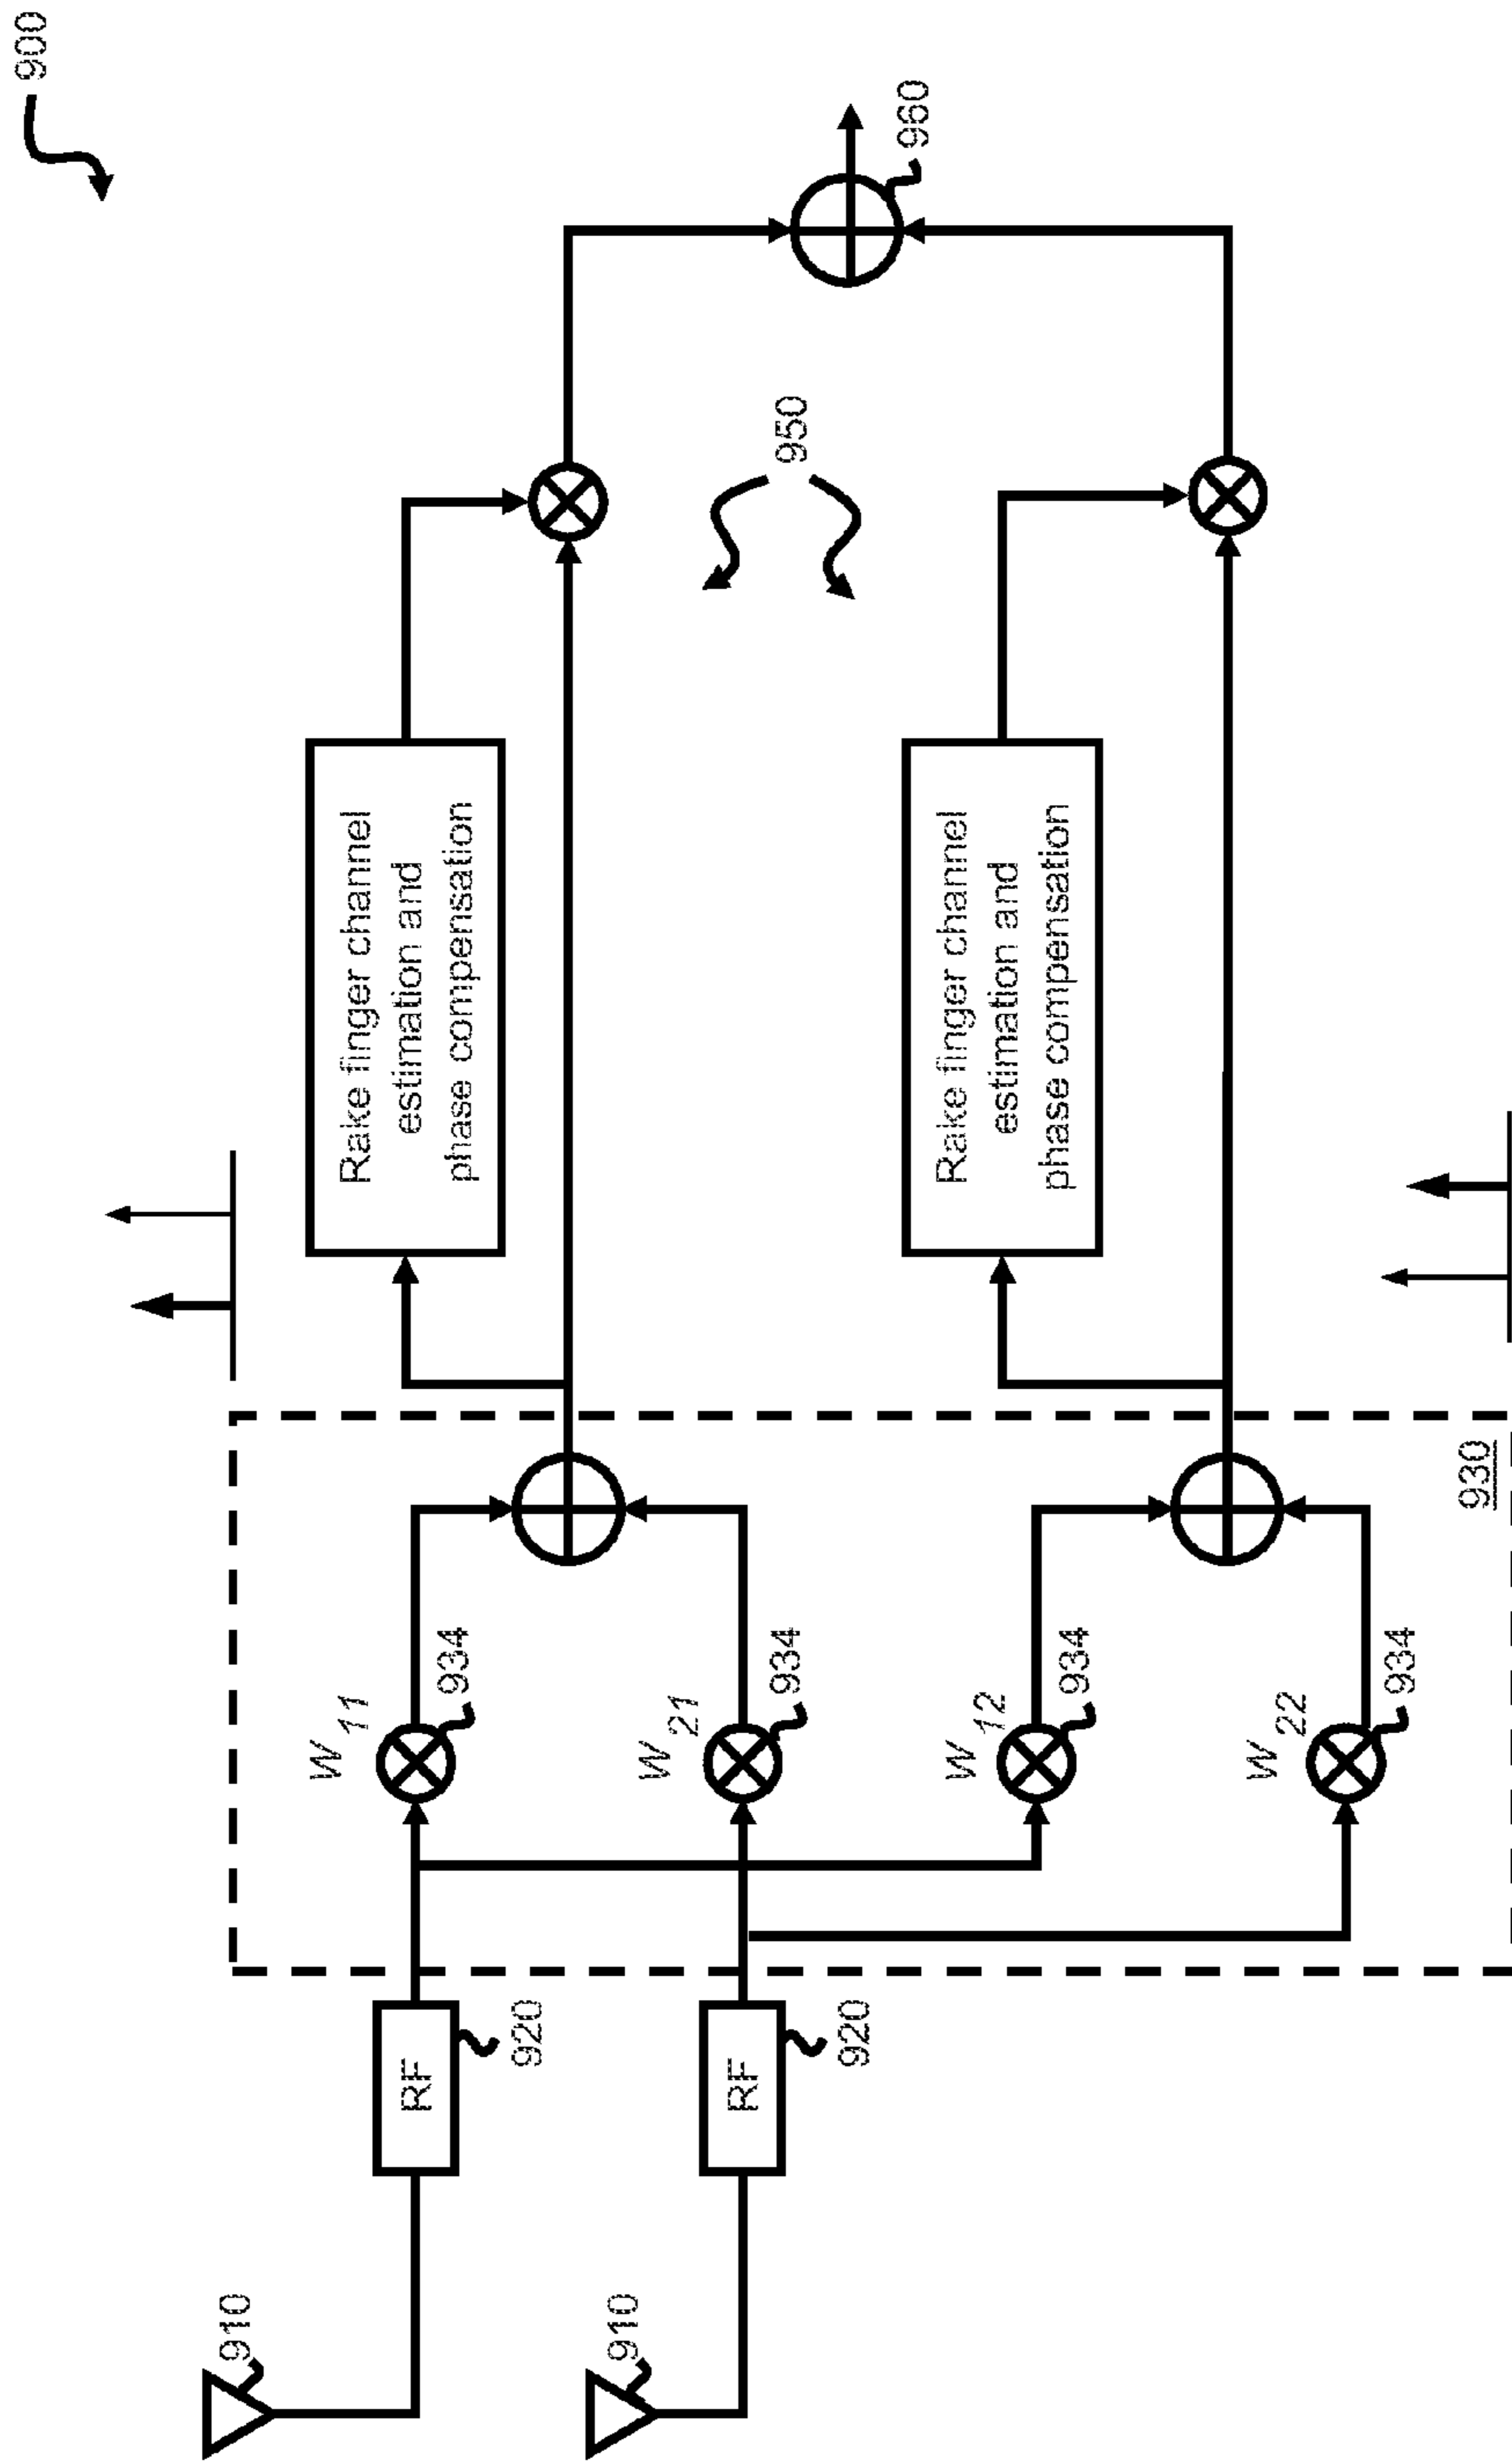 900
910
910
RF
920
RF
920
W 11
934
W 21
934
W 12
934
W 22
934
930
Rake finger channel
estimation and
phase compensation
Rake finger channel
estimation and
phase compensation
950
960